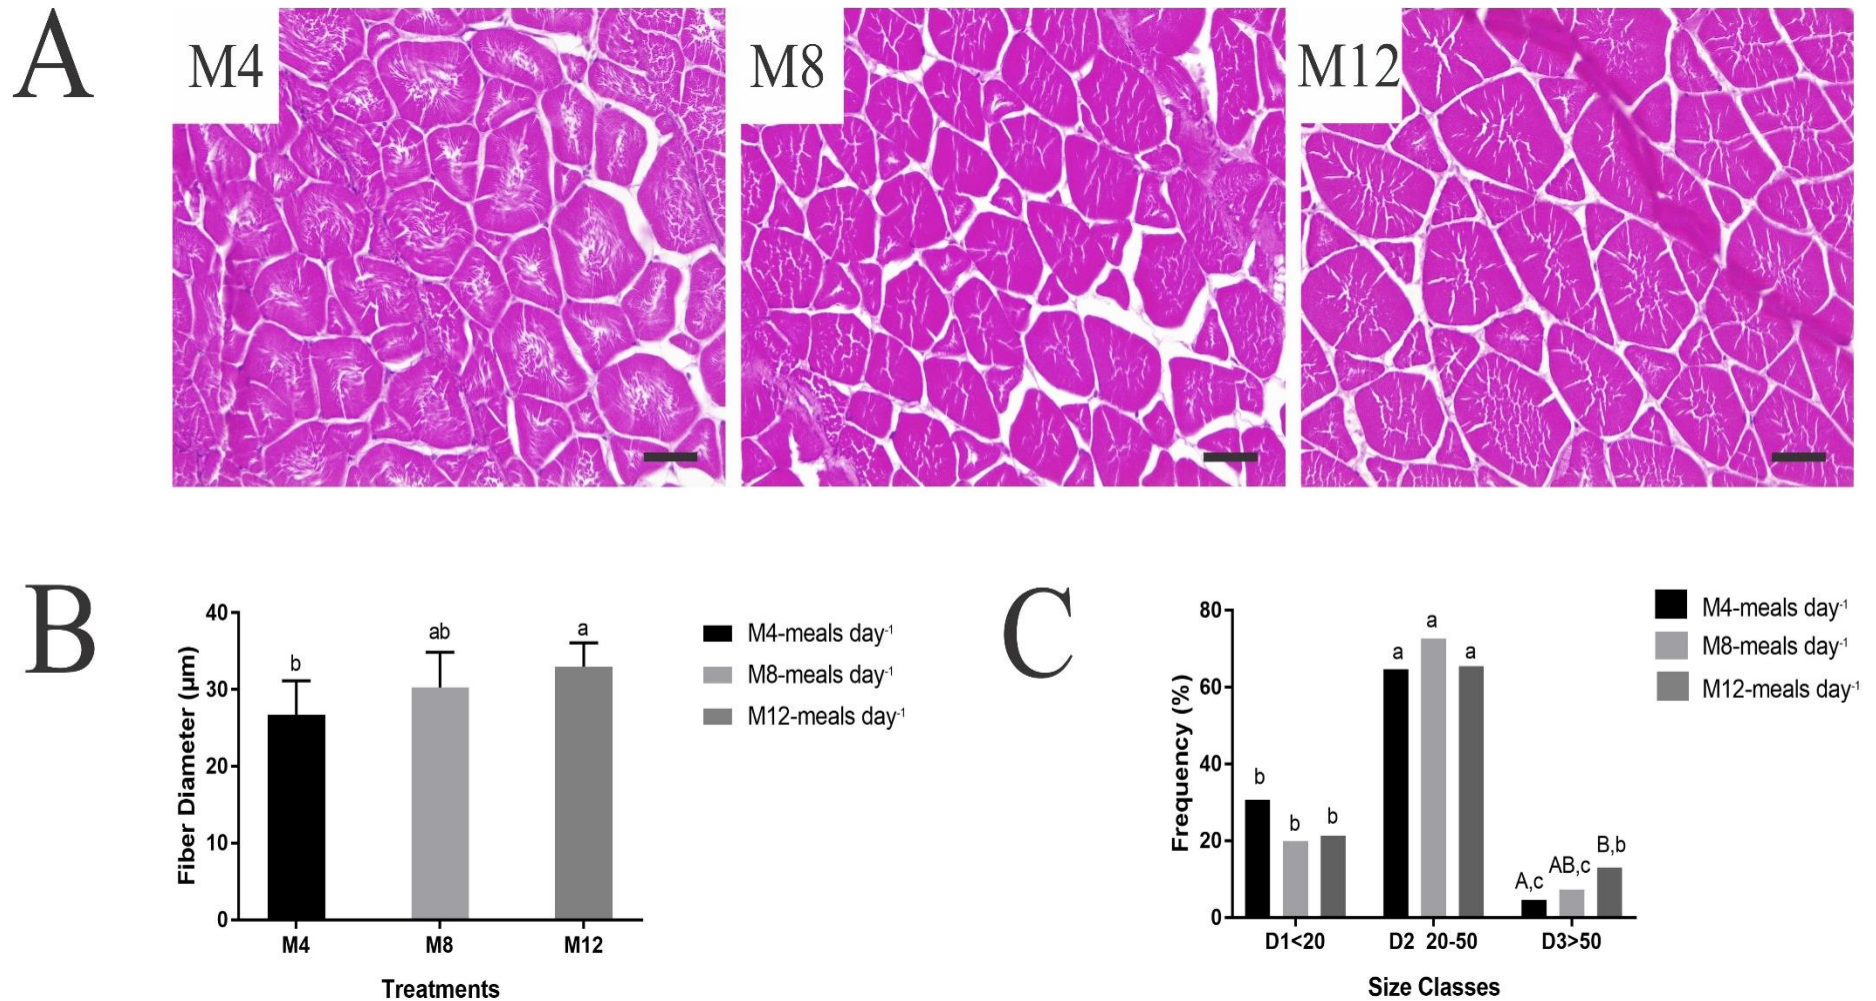 A
M4
M8
M12
B
Fiber Diameter (μm)
40
30
20
10
0
b
ab
a
M4
M8
M12
Treatments
M4-meals day-1
M8-meals day-1
M12-meals day-1
C
Frequency (%)
80
60
40
20
0
b
b
b
a
a
a
A,c
AB,c
B,b
D1<20
D2 20-50
D3>50
Size Classes
M4-meals day-1
M8-meals day-1
M12-meals day-1